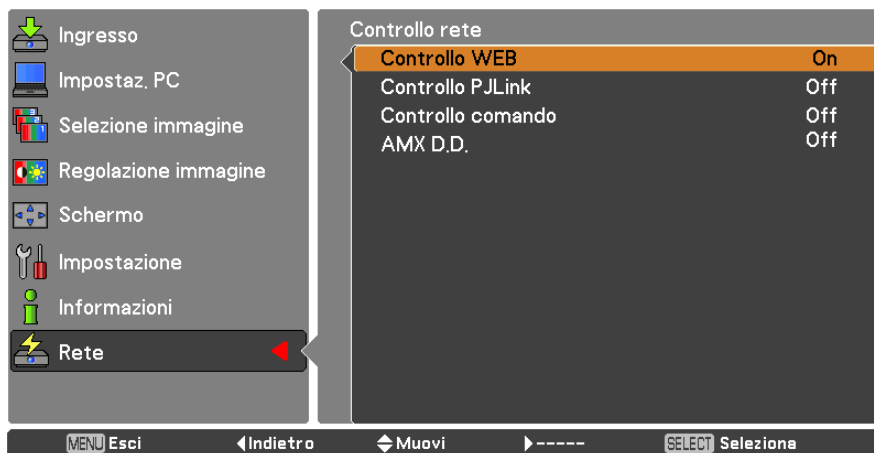 Ingresso
Impostaz. PC
Selezione immagine
Regolazione immagine
Schermo
Impostazione
Informazioni
Rete
Controllo rete
Controllo WEB On
Controllo PJLink Off
Controllo comando Off
AMX D.D. Off
MENU Esci Indietro Muovi ----- SELECT Seleziona